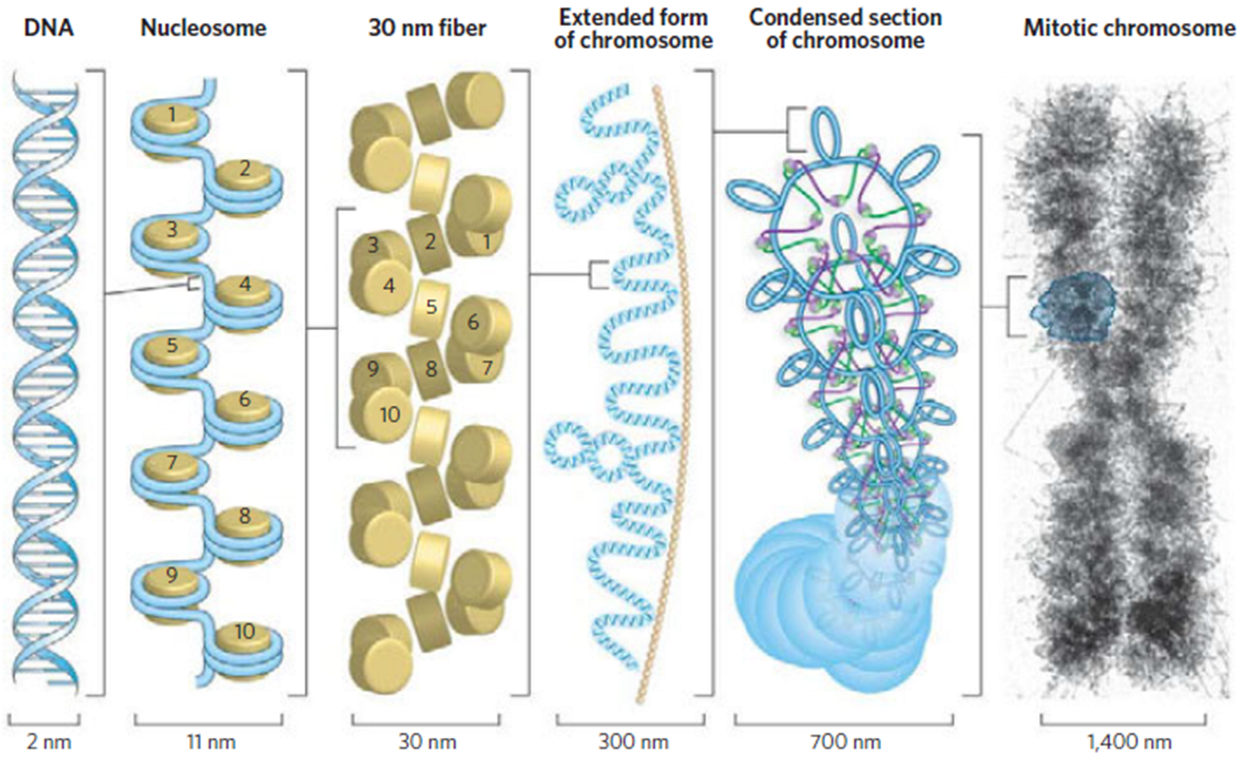 DNA
Nucleosome
30 nm fiber
Extended form
of chromosome
Condensed section
of chromosome
Mitotic chromosome
1
2
3
4
5
6
7
8
9
10
3
2
1
4
5
6
9
8
7
10
2 nm
11 nm
30 nm
300 nm
700 nm
1,400 nm